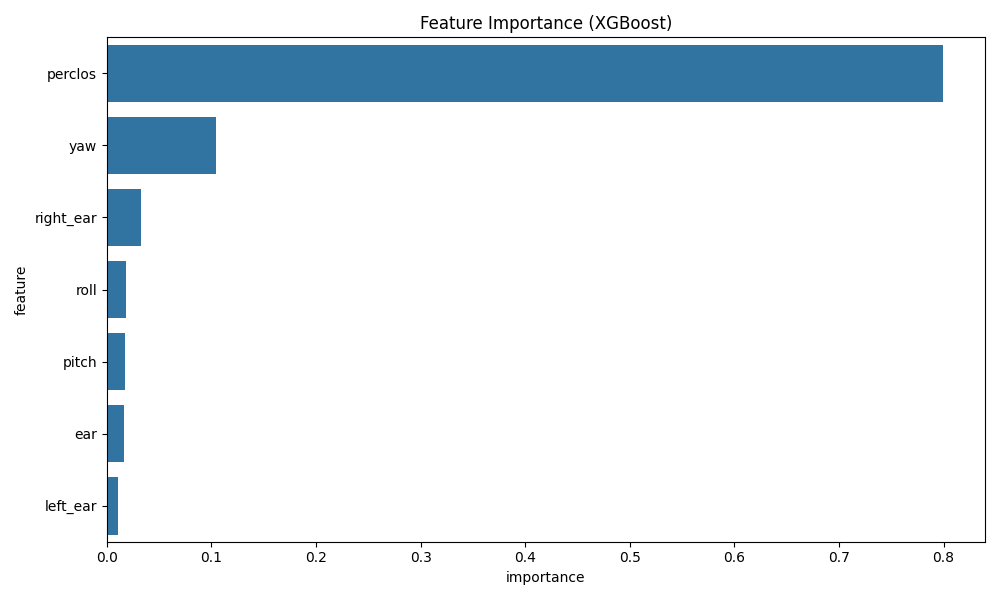 Feature Importance (XGBoost)
feature
perclos
yaw
right_ear
roll
pitch
ear
left_ear
0.0 0.1 0.2 0.3 0.4 0.5 0.6 0.7 0.8
importance